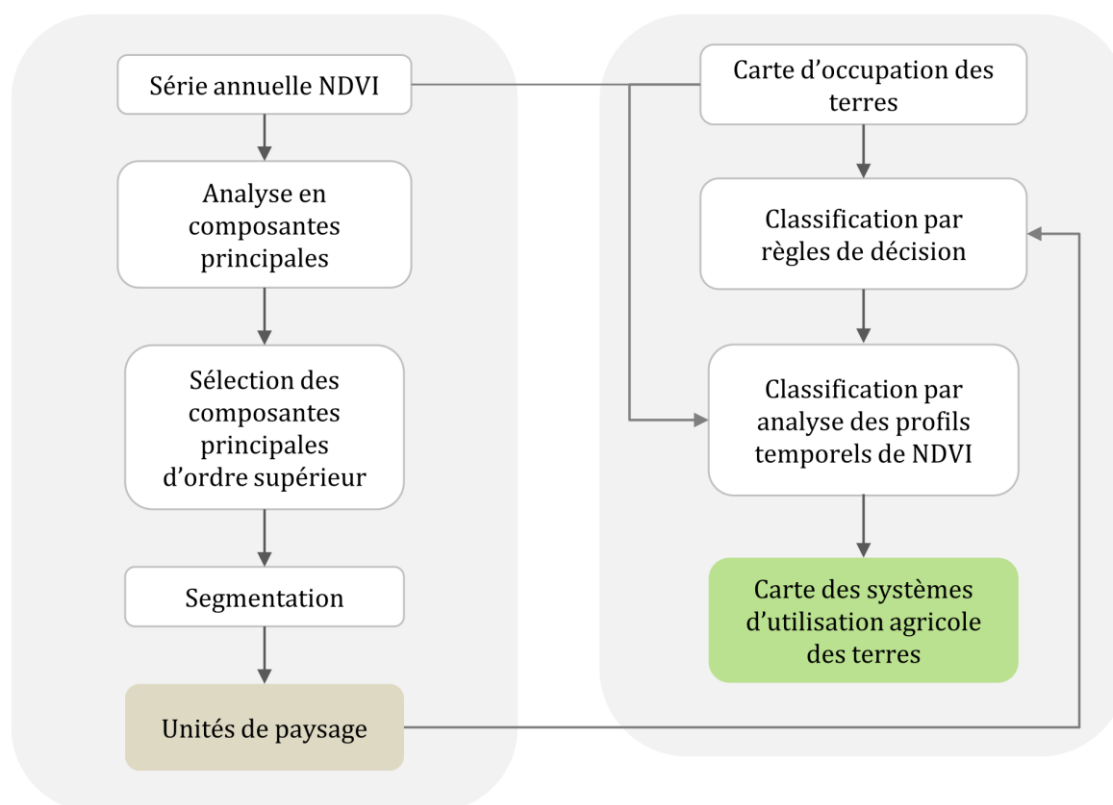 Série annuelle NDVI
Analyse en
composantes
principales
Sélection des
composantes
principales
d’ordre supérieur
Segmentation
Unités de paysage
Carte d’occupation des
terres
Classification par
règles de décision
Classification par
analyse des profils
temporels de NDVI
Carte des systèmes
d’utilisation agricole
des terres